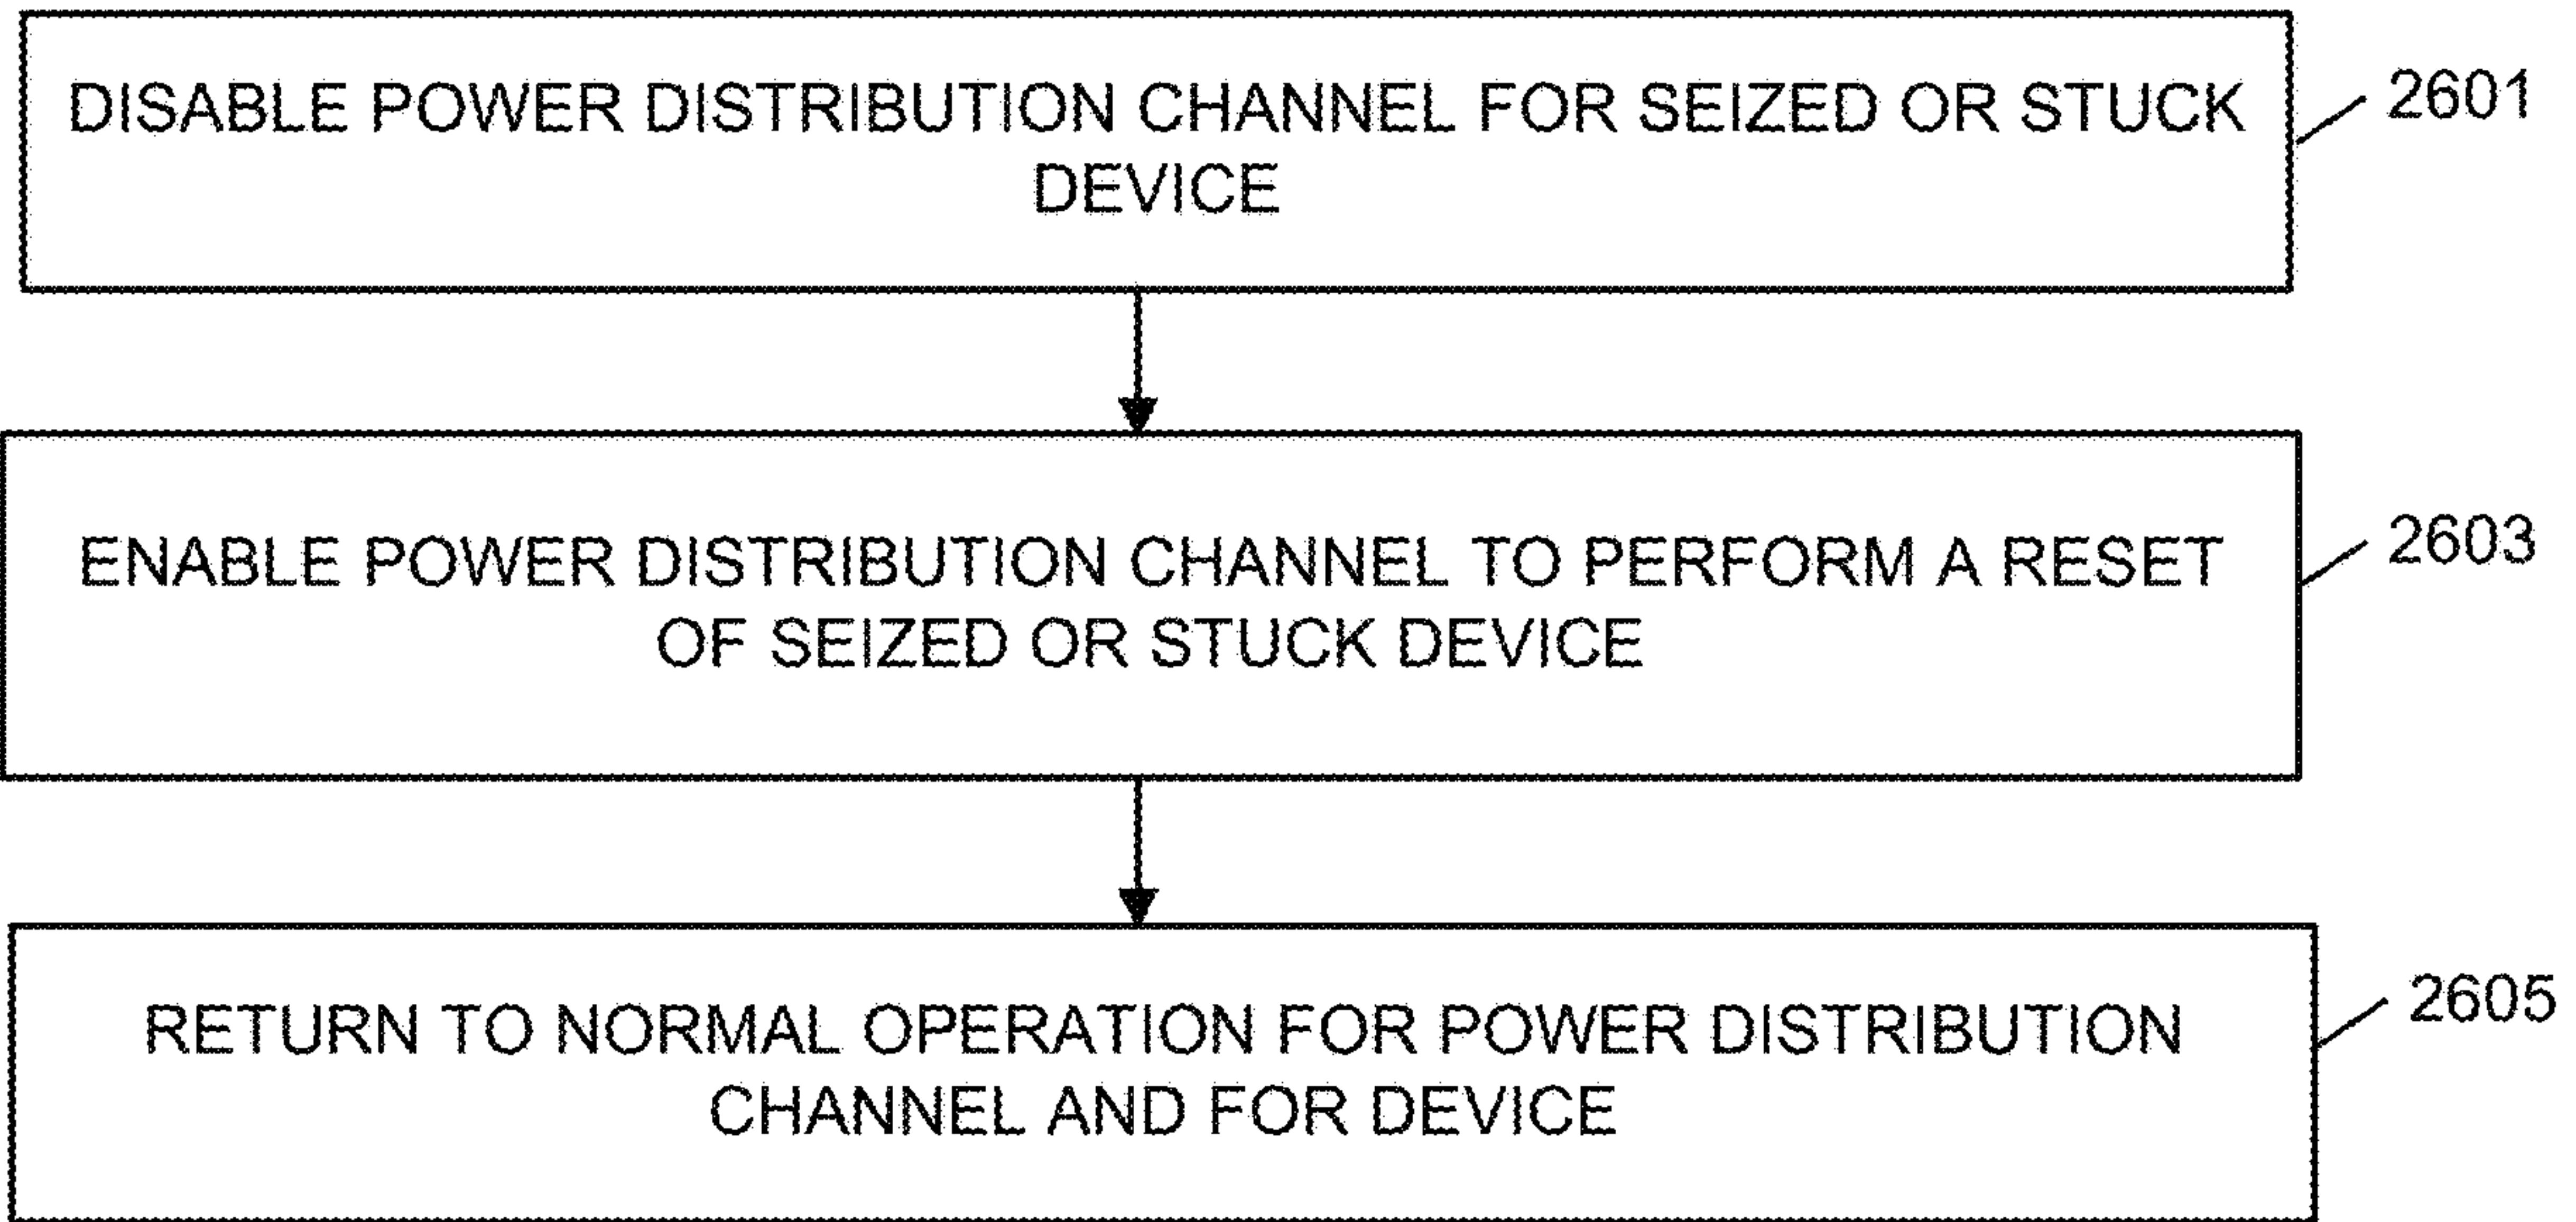 DISABLE POWER DISTRIBUTION CHANNEL FOR SEIZED OR STUCK
DEVICE
2601
ENABLE POWER DISTRIBUTION CHANNEL TO PERFORM A RESET
OF SEIZED OR STUCK DEVICE
2603
RETURN TO NORMAL OPERATION FOR POWER DISTRIBUTION
CHANNEL AND FOR DEVICE
2605